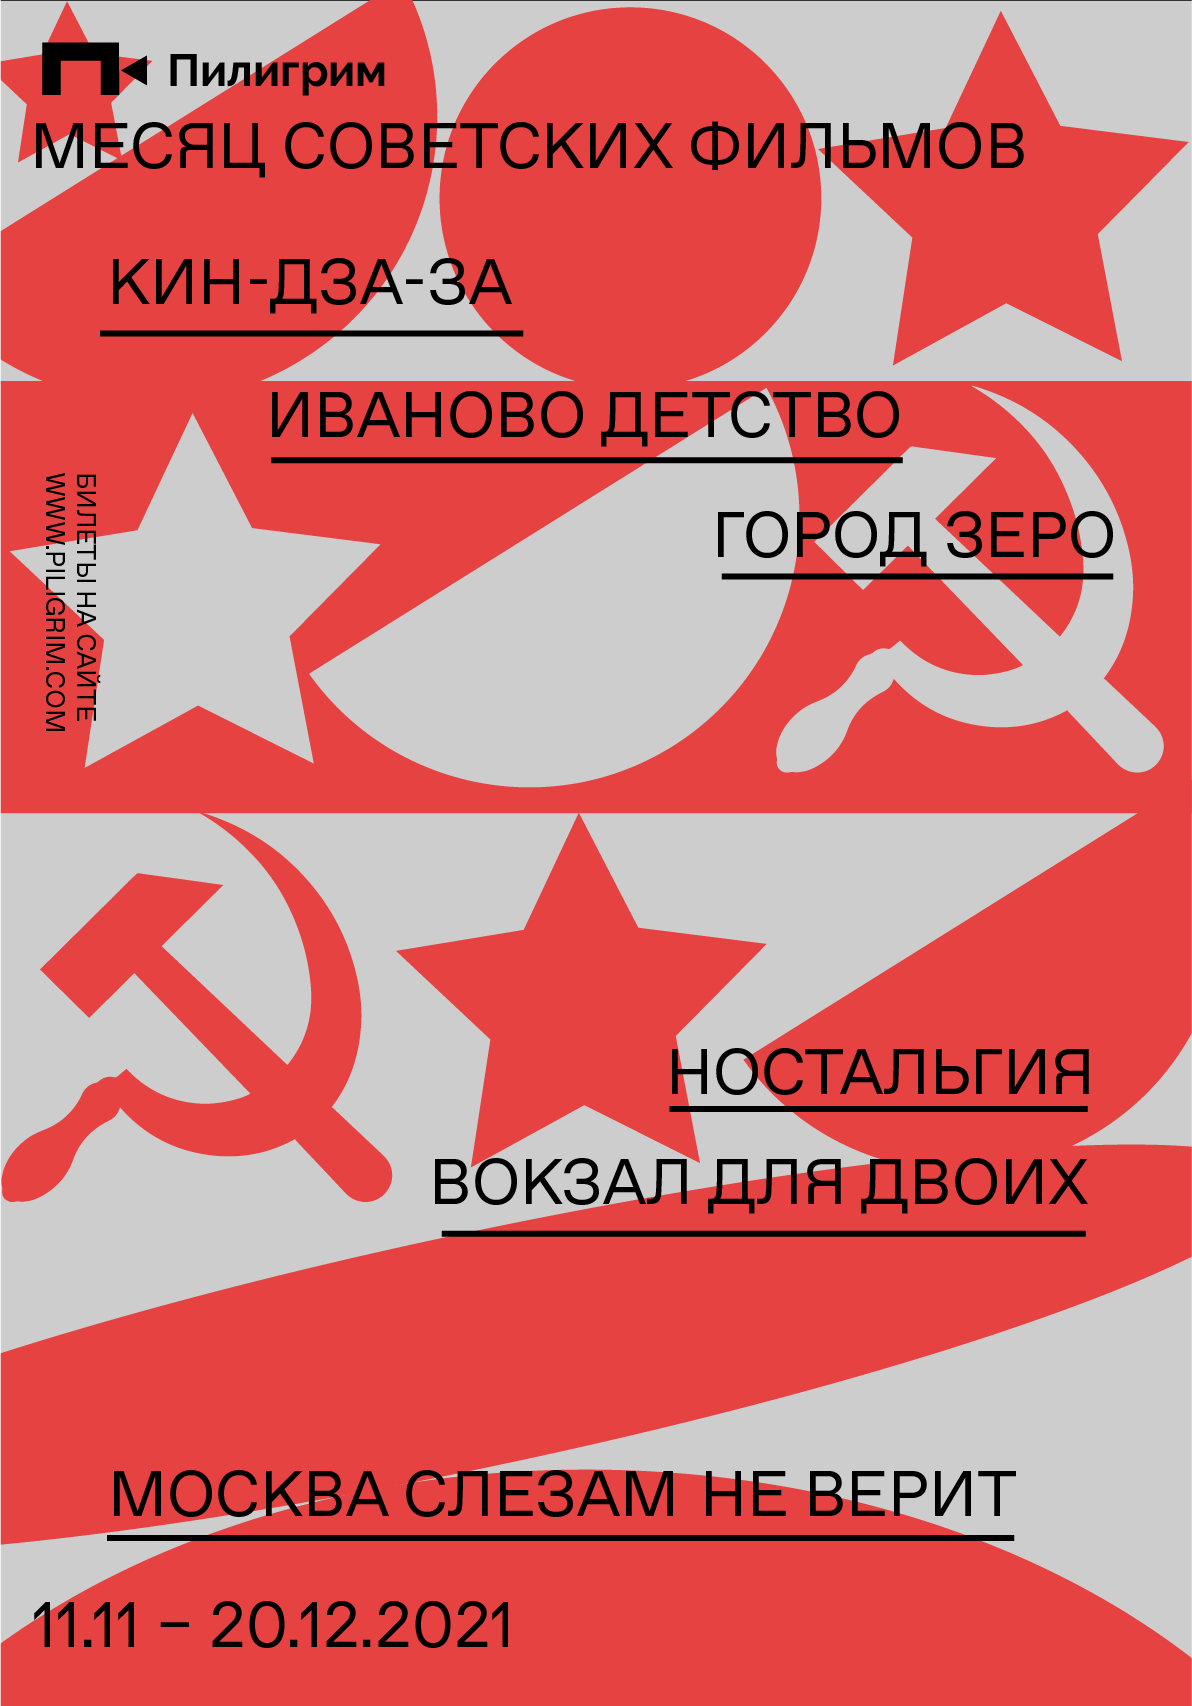 Пилигрим
МЕСЯЦ СОВЕТСКИХ ФИЛЬМОВ
КИН-ДЗА-ЗА
ИВАНОВО ДЕТСТВО
ГОРОД ЗЕРО
БИЛЕТЫ НА САЙТЕ
WWW.PILIGRIM.COM
НОСТАЛЬГИЯ
ВОКЗАЛ ДЛЯ ДВОИХ
МОСКВА СЛЕЗАМ НЕ ВЕРИТ
11.11 – 20.12.2021